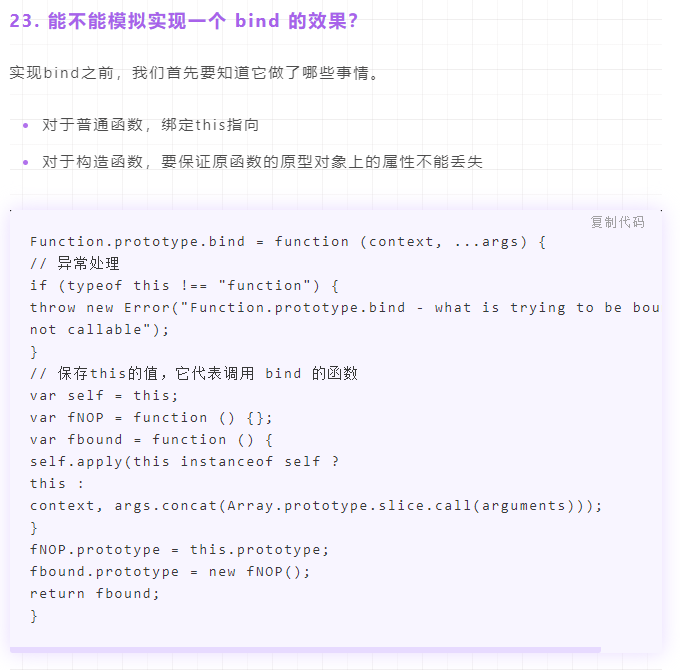 23. 能不能模拟实现一个 bind 的效果?
实现bind之前，我们首先要知道它做了哪些事情。
对于普通函数，绑定this指向
对于构造函数，要保证原函数的原型对象上的属性不能丢失
复制代码
Function.prototype.bind = function (context, ...args) {
// 异常处理
if (typeof this !== "function") {
throw new Error("Function.prototype.bind - what is trying to be bou
not callable");
}
// 保存this的值，它代表调用 bind 的函数
var self = this;
var fNOP = function () {};
var fbound = function () {
self.apply(this instanceof self ?
this :
context, args.concat(Array.prototype.slice.call(arguments)));
}
fNOP.prototype = this.prototype;
fbound.prototype = new fNOP();
return fbound;
}